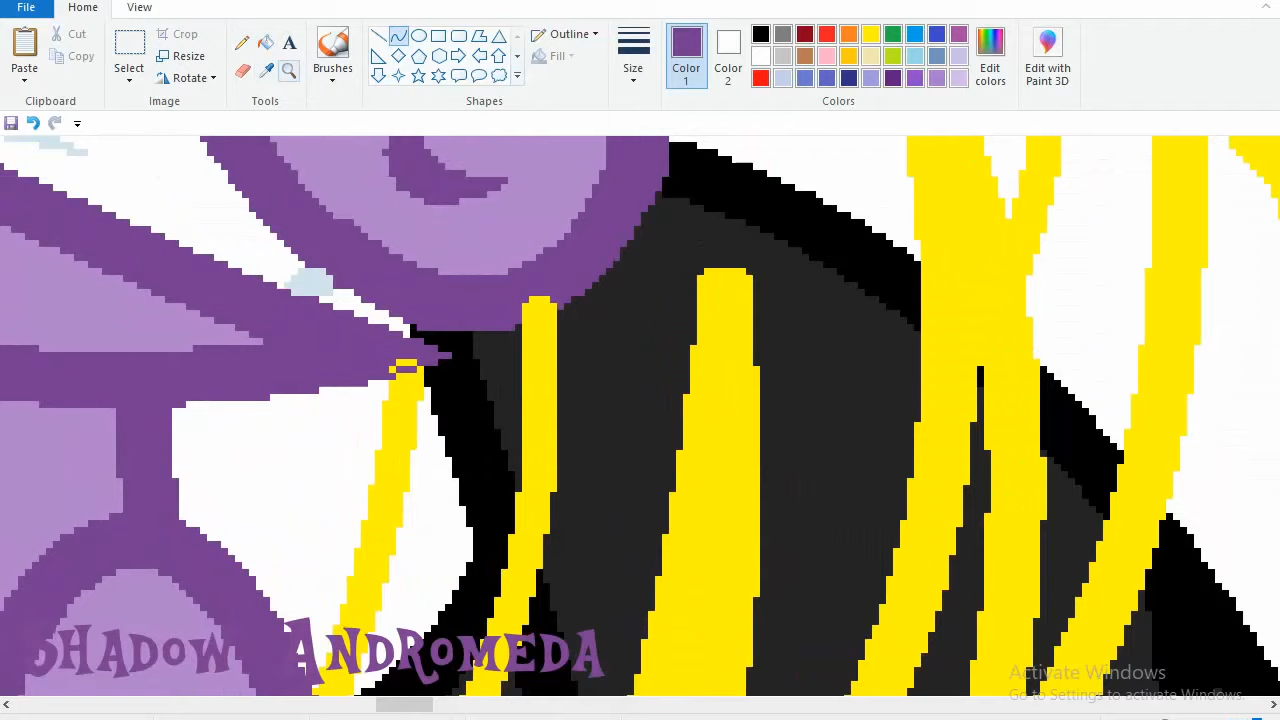 File
Home
View
Paste
Cut
Copy
Clipboard
Select
Crop
Resize
Rotate
Image
A
Tools
Brushes
Outline
Fill
Shapes
Size
Color 1
Color 2
Edit colors
Colors
Edit with Paint 3D
SHADOW ANDROMEDA
Activate Windows
Go to Settings to activate Windows.